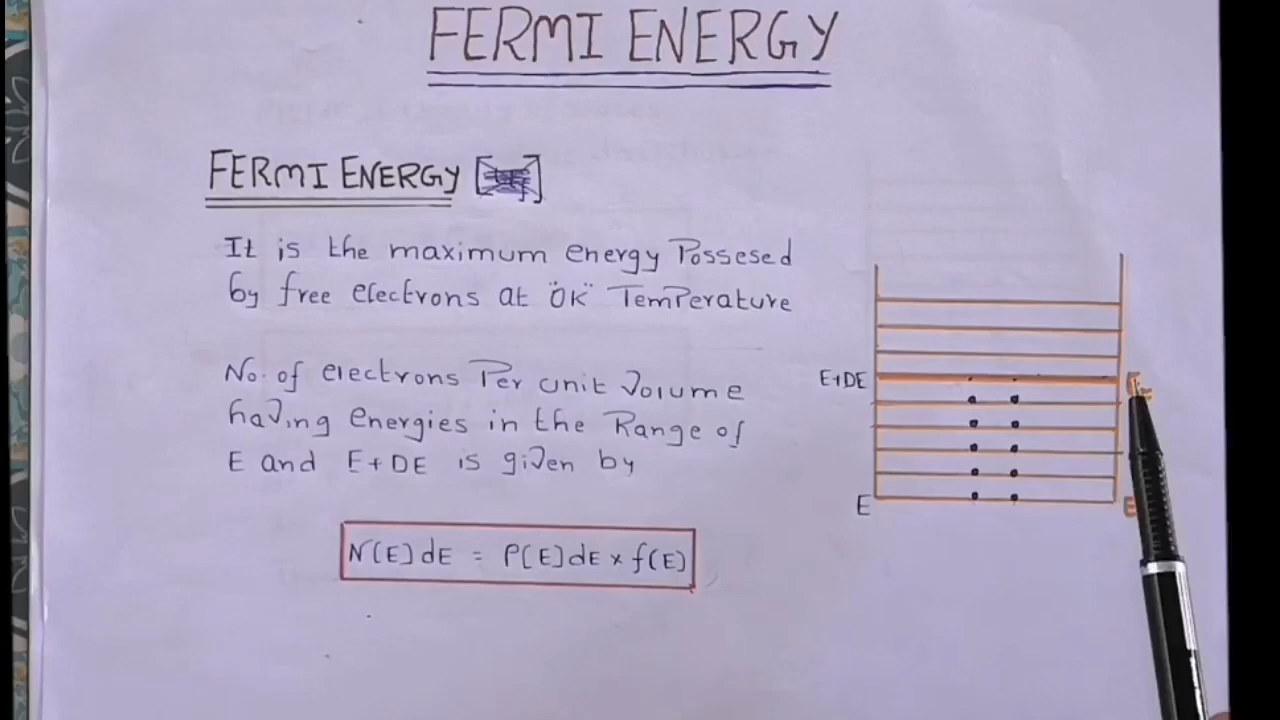 FERMI ENERGY
FERMI ENERGY
It is the maximum energy Possesed
by free electrons at "0K" Temperature
No. of electrons Per unit Volume
having energies in the Range of
E and E+DE is given by
N(E)dE = P(E)dE × f(E)
E+DE
E